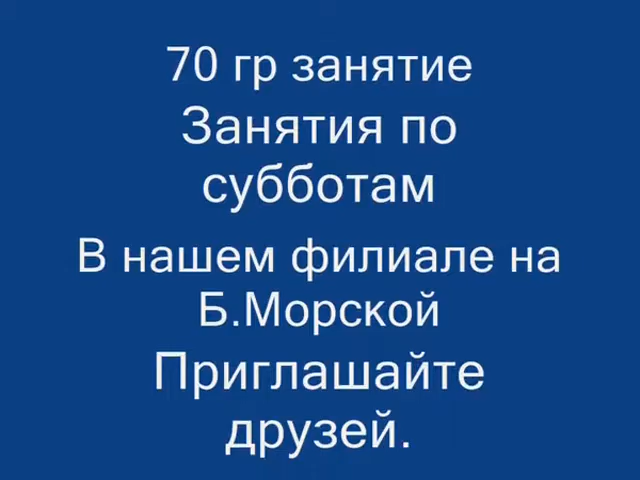 70 гр занятие
Занятия по
субботам
В нашем филиале на
Б.Морской
Приглашайте
друзей.